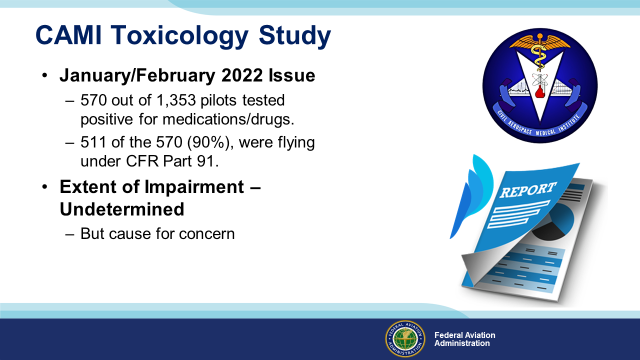 CAMI Toxicology Study
• January/February 2022 Issue
– 570 out of 1,353 pilots tested
positive for medications/drugs.
– 511 of the 570 (90%), were flying
under CFR Part 91.
• Extent of Impairment –
Undetermined
– But cause for concern
CIVIL AEROSPACE MEDICAL INSTITUTE
REPORT
Federal Aviation
Administration